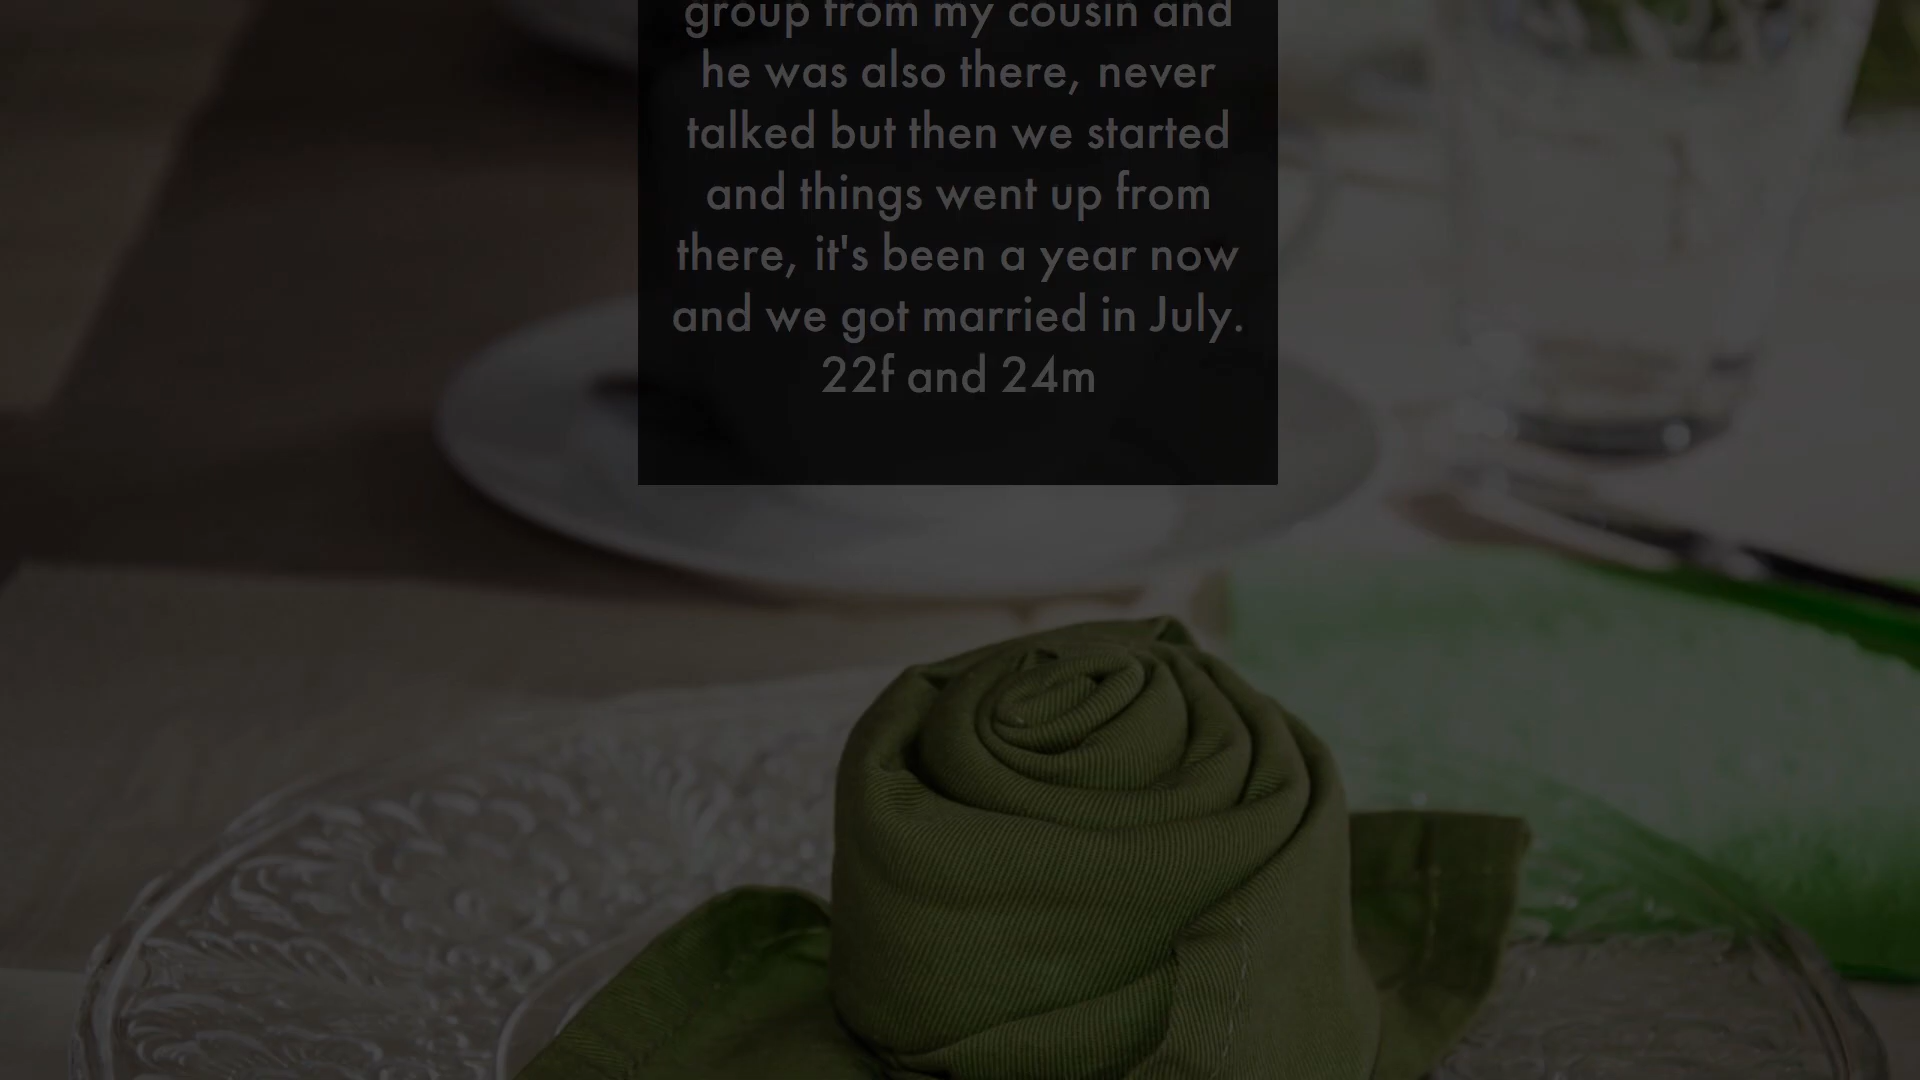 group from my cousin and
he was also there, never
talked but then we started
and things went up from
there, it's been a year now
and we got married in July.
22f and 24m